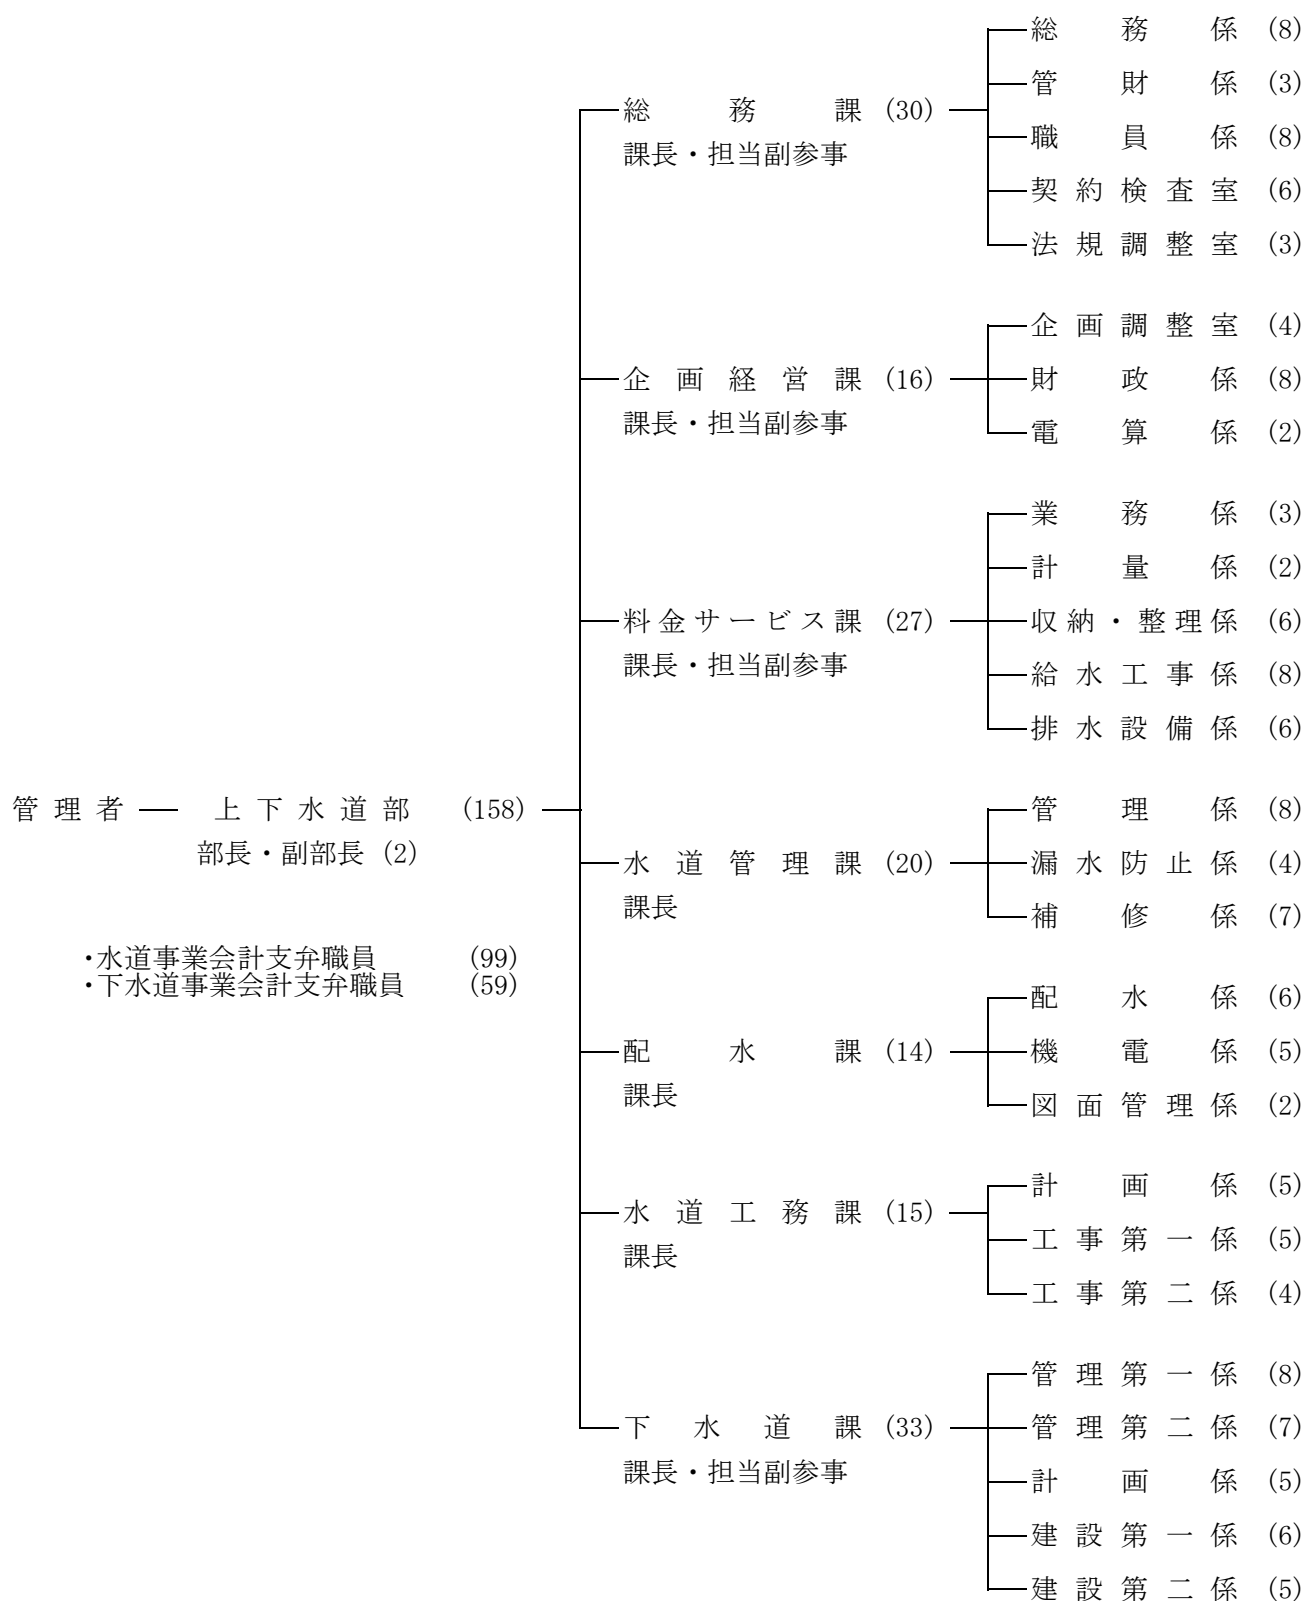 管理者 上下水道部 (158)
部長・副部長 (2)
・水道事業会計支弁職員 (99)
・下水道事業会計支弁職員 (59)
総務課 (30)
課長・担当副参事
総務係 (8)
管財係 (3)
職員係 (8)
契約検査室 (6)
法規調整室 (3)
企画経営課 (16)
課長・担当副参事
企画調整室 (4)
財政係 (8)
電算係 (2)
料金サービス課 (27)
課長・担当副参事
業務係 (3)
計量係 (2)
収納・整理係 (6)
給水工事係 (8)
排水設備係 (6)
水道管理課 (20)
課長
管理係 (8)
漏水防止係 (4)
補修係 (7)
配水課 (14)
課長
配水係 (6)
機電係 (5)
図面管理係 (2)
水道工務課 (15)
課長
計画係 (5)
工事第一係 (5)
工事第二係 (4)
下水道課 (33)
課長・担当副参事
管理第一係 (8)
管理第二係 (7)
計画係 (5)
建設第一係 (6)
建設第二係 (5)